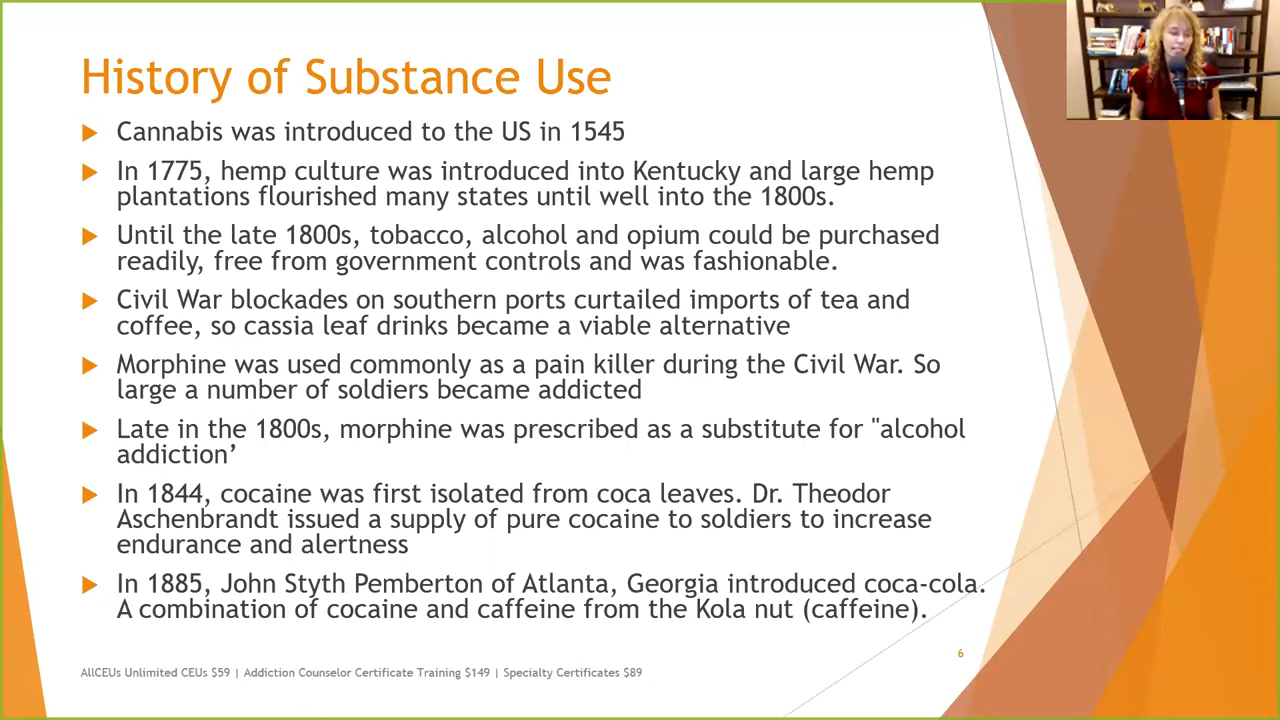 History of Substance Use
Cannabis was introduced to the US in 1545
In 1775, hemp culture was introduced into Kentucky and large hemp
plantations flourished many states until well into the 1800s.
Until the late 1800s, tobacco, alcohol and opium could be purchased
readily, free from government controls and was fashionable.
Civil War blockades on southern ports curtailed imports of tea and
coffee, so cassia leaf drinks became a viable alternative
Morphine was used commonly as a pain killer during the Civil War. So
large a number of soldiers became addicted
Late in the 1800s, morphine was prescribed as a substitute for "alcohol
addiction’
In 1844, cocaine was first isolated from coca leaves. Dr. Theodor
Aschenbrandt issued a supply of pure cocaine to soldiers to increase
endurance and alertness
In 1885, John Styth Pemberton of Atlanta, Georgia introduced coca-cola.
A combination of cocaine and caffeine from the Kola nut (caffeine).
6
AllCEUs Unlimited CEUs $59 | Addiction Counselor Certificate Training $149 | Specialty Certificates $89